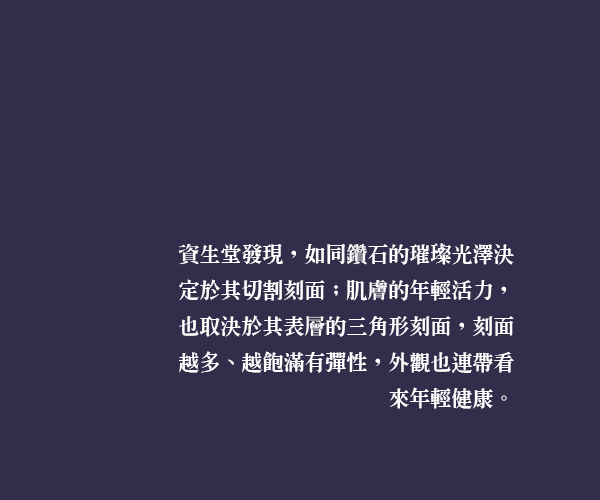 資生堂發現，如同鑽石的璀璨光澤決
定於其切割刻面；肌膚的年輕活力，
也取決於其表層的三角形刻面，刻面
越多、越飽滿有彈性，外觀也連帶看
來年輕健康。